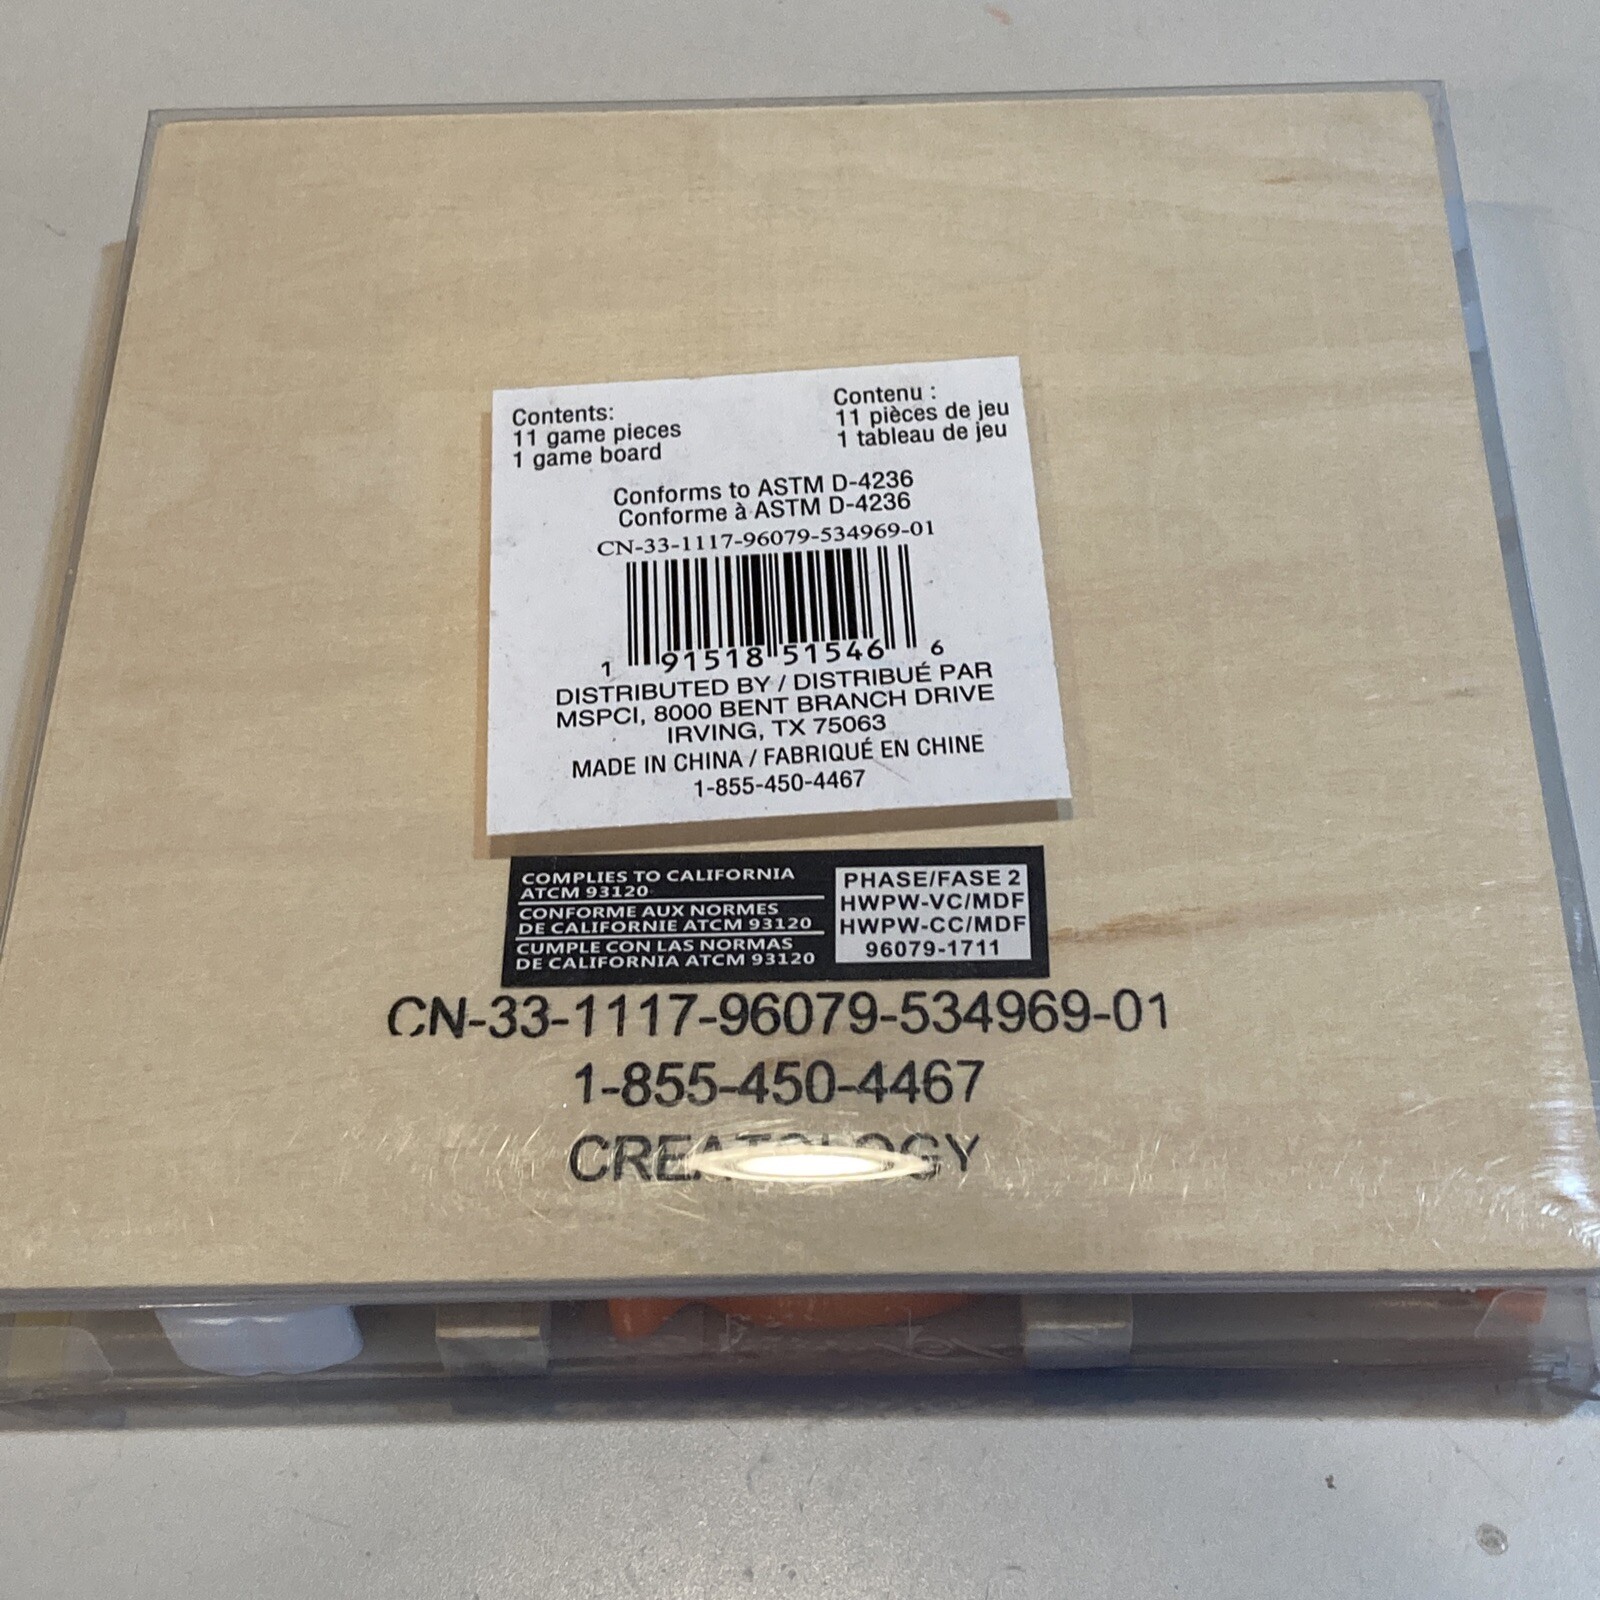 Contents:
11 game pieces
1 game board
Contenu :
11 pièces de jeu
1 tableau de jeu
Conforms to ASTM D-4236
Conforme à ASTM D-4236
CN-33-1117-96079-534969-01
1 91518 51546 6
DISTRIBUTED BY / DISTRIBUÉ PAR
MSPCI, 8000 BENT BRANCH DRIVE
IRVING, TX 75063
MADE IN CHINA / FABRIQUÉ EN CHINE
1-855-450-4467
COMPLIES TO CALIFORNIA
ATCM 93120
CONFORME AUX NORMES
DE CALIFORNIE ATCM 93120
CUMPLE CON LAS NORMAS
DE CALIFORNIA ATCM 93120
PHASE/FASE 2
HWPW-VC/MDF
HWPW-CC/MDF
96079-1711
CN-33-1117-96079-534969-01
1-855-450-4467
CREATOLOGY